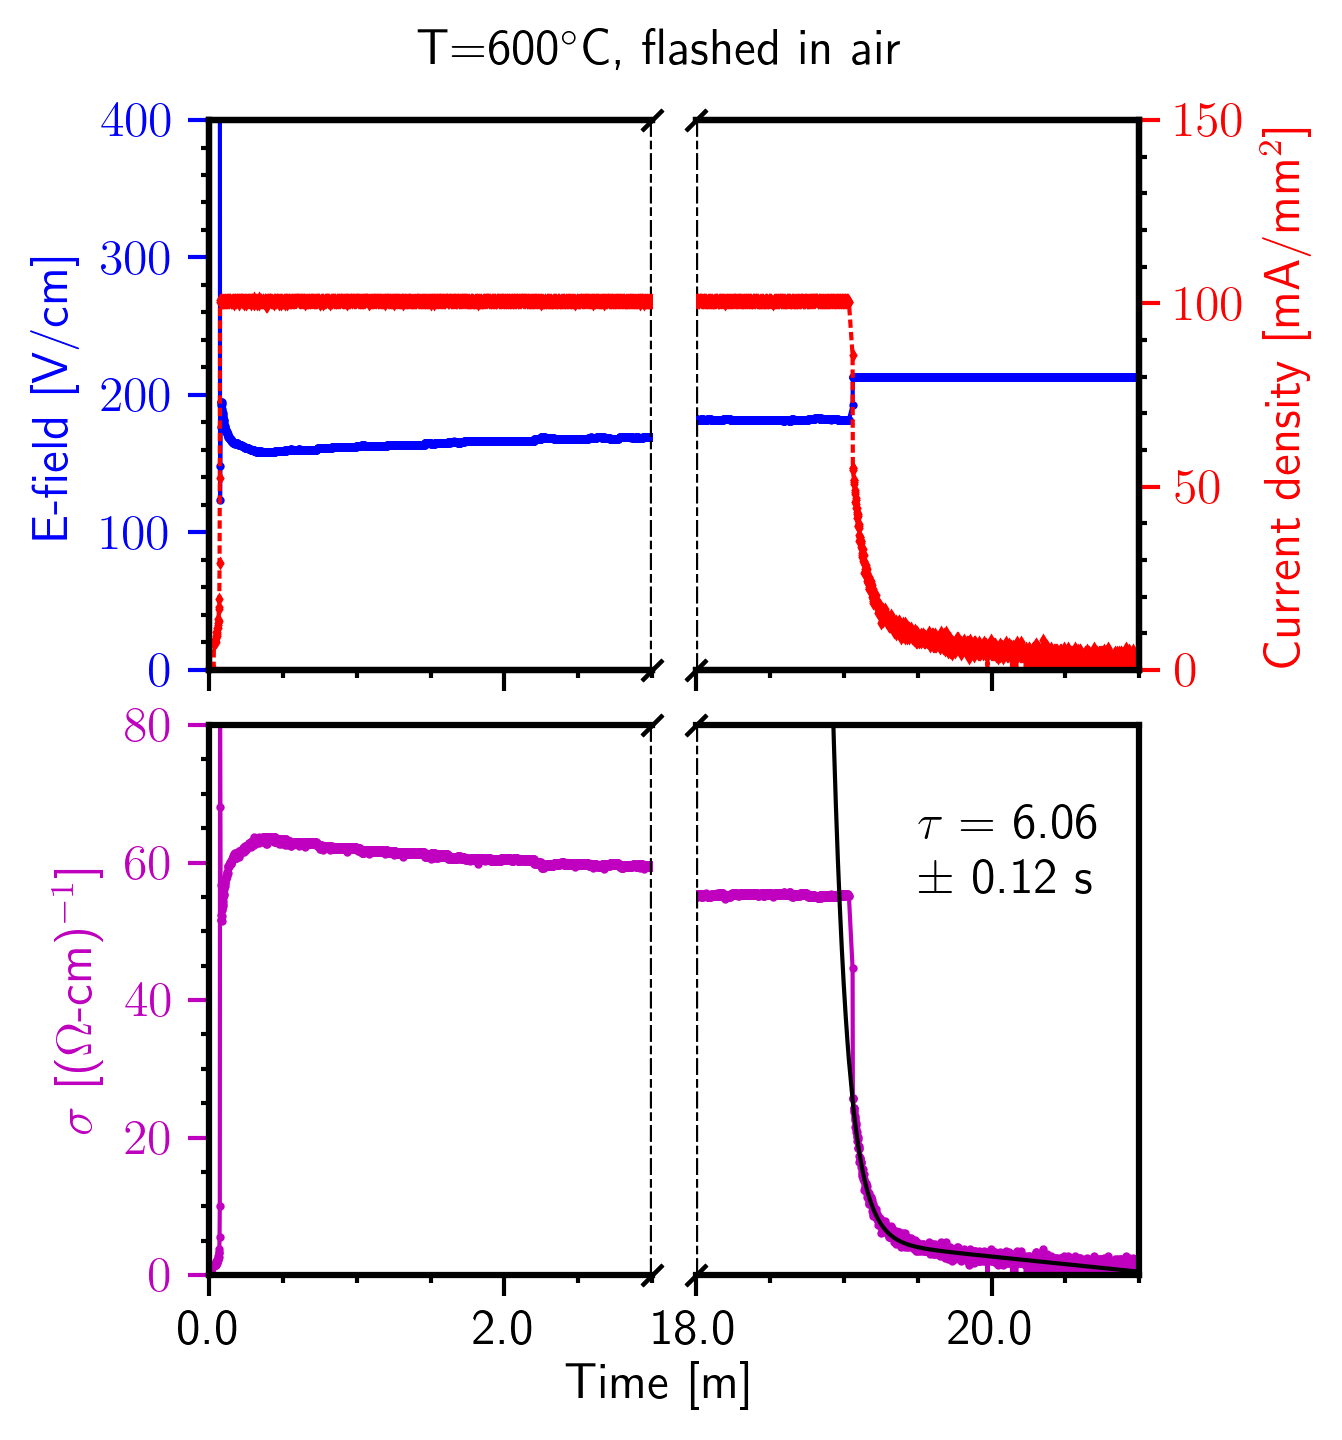 T=600°C, flashed in air
400
300
200
100
0
E-field [V/cm]
150
100
50
0
Current density [mA/mm²]
80
60
40
20
0
σ [(Ω-cm)⁻¹]
τ = 6.06
± 0.12 s
0.0 2.0 18.0 20.0
Time [m]